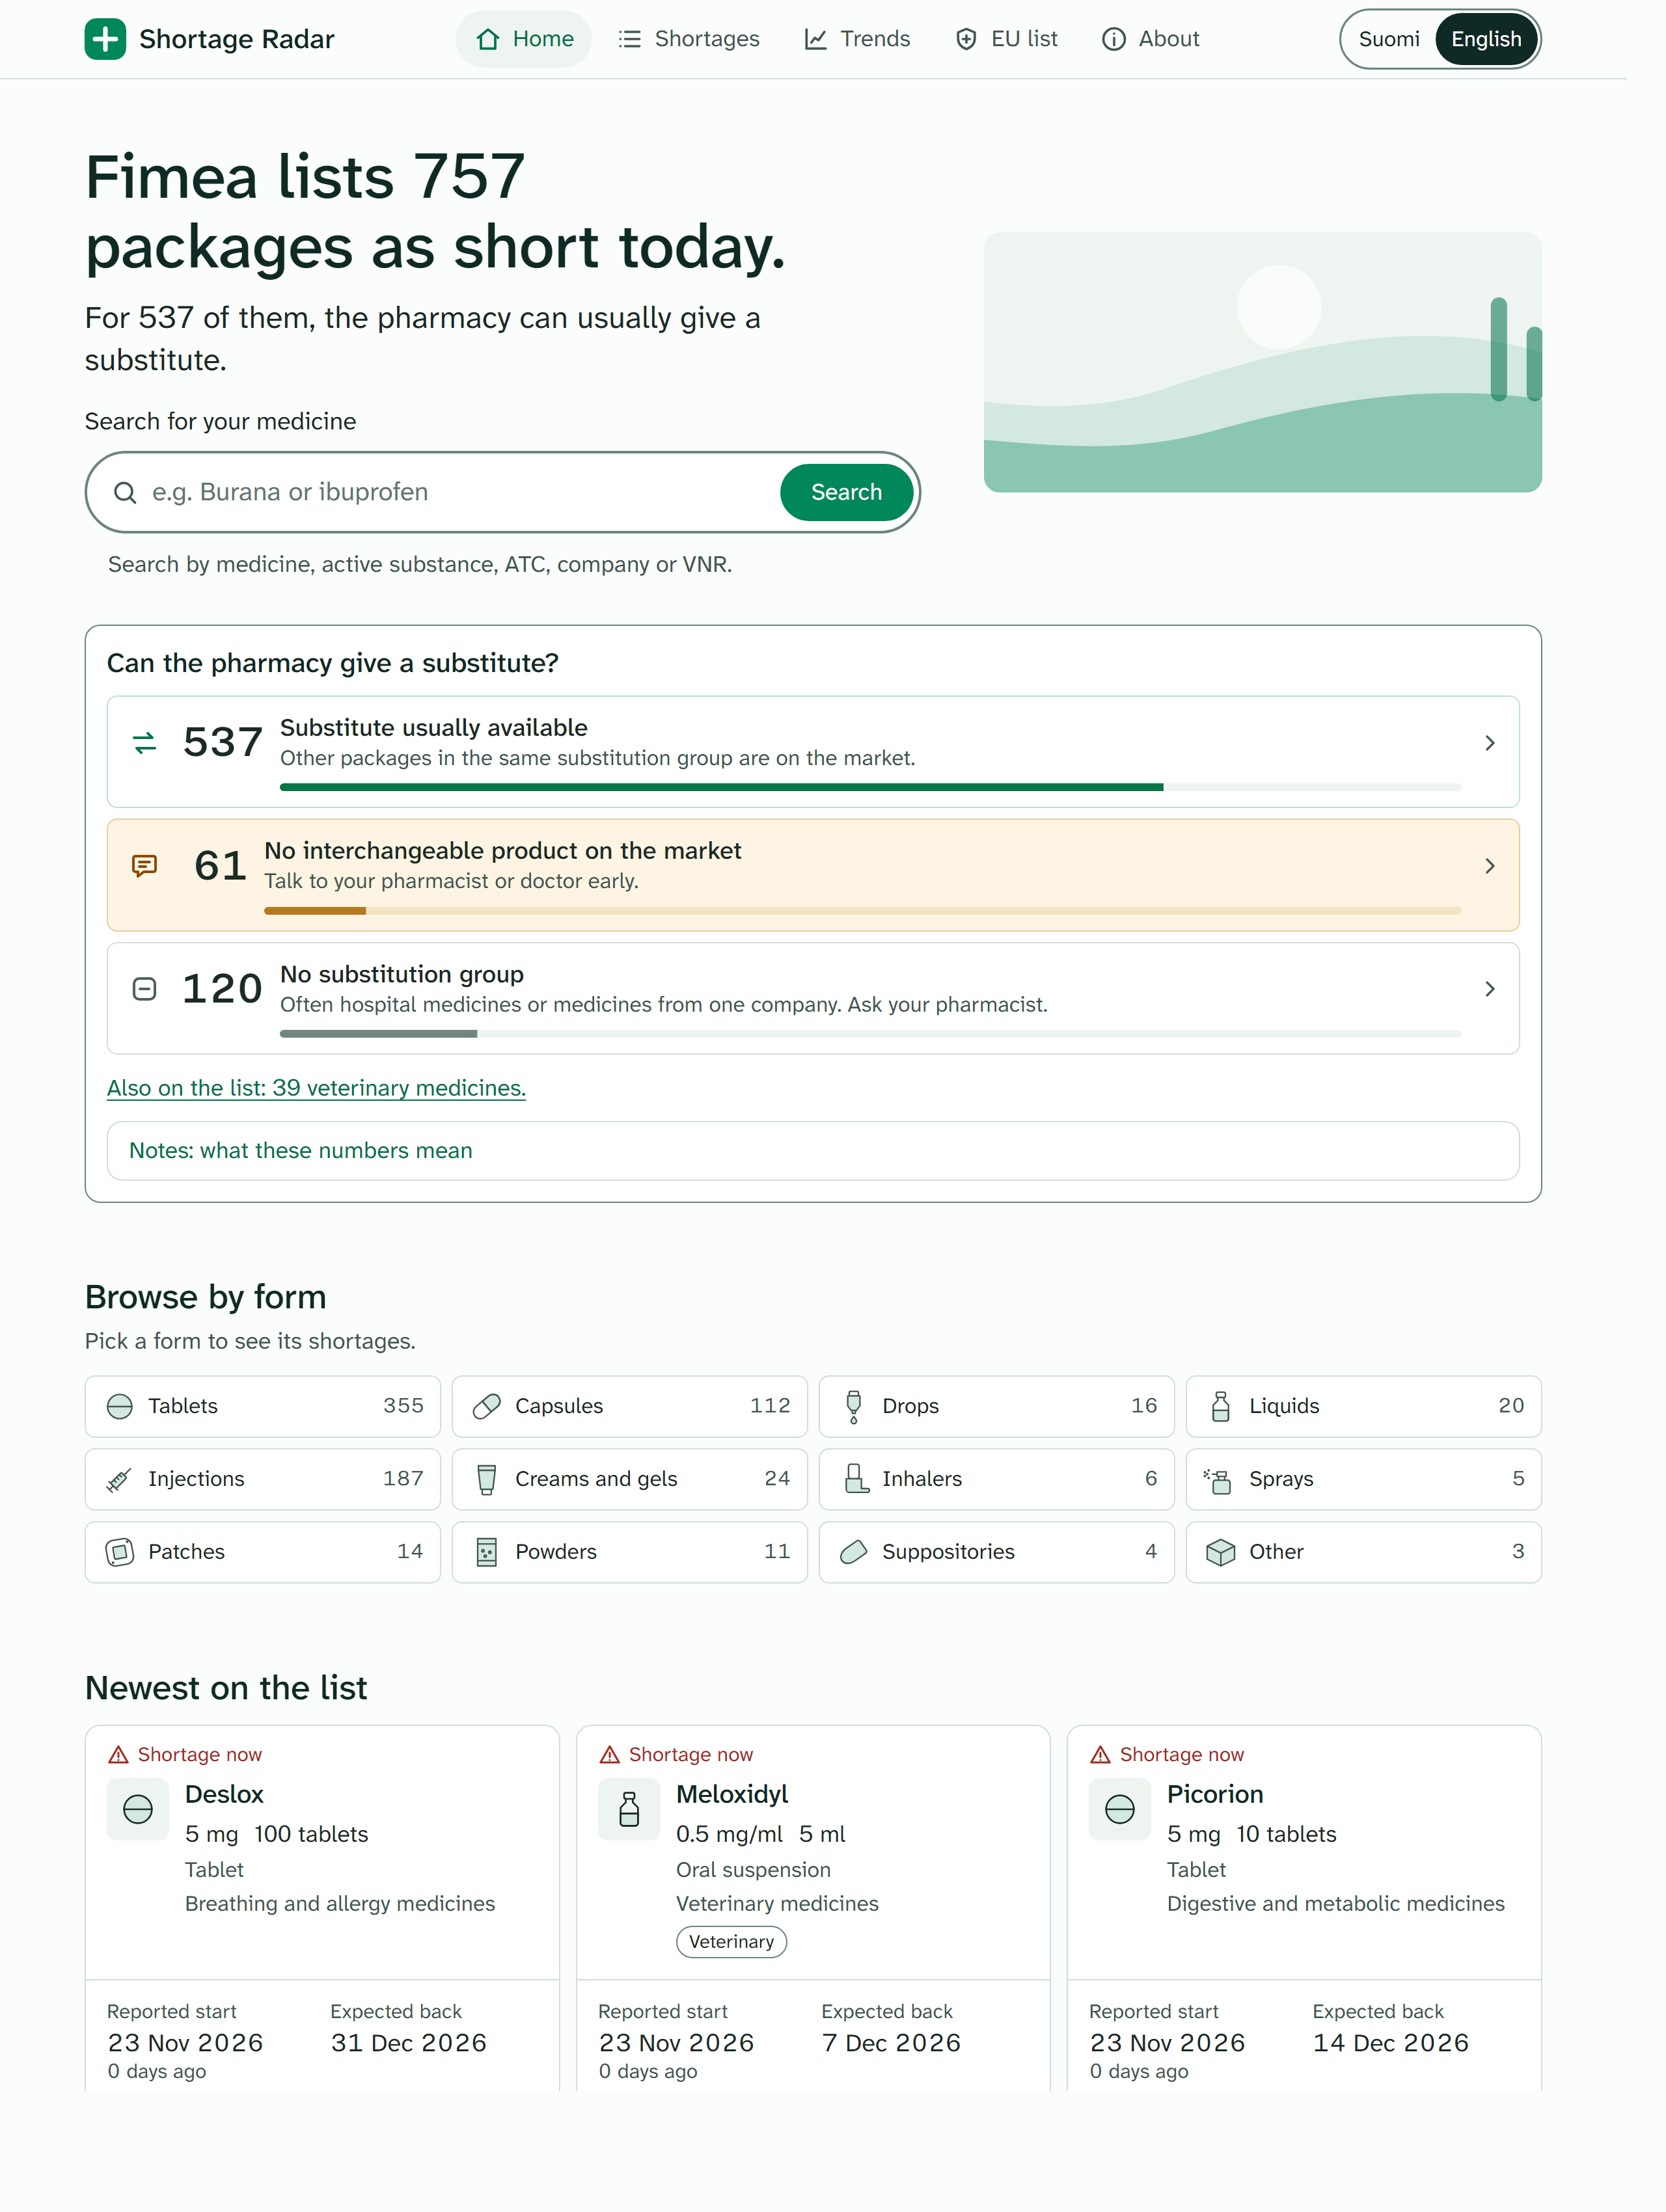 Shortage Radar
Home
Shortages
Trends
EU list
About
Suomi
English
Fimea lists 757
packages as short today.
For 537 of them, the pharmacy can usually give a
substitute.
Search for your medicine
e.g. Burana or ibuprofen
Search
Search by medicine, active substance, ATC, company or VNR.
Can the pharmacy give a substitute?
537
Substitute usually available
Other packages in the same substitution group are on the market.
61
No interchangeable product on the market
Talk to your pharmacist or doctor early.
120
No substitution group
Often hospital medicines or medicines from one company. Ask your pharmacist.
Also on the list: 39 veterinary medicines.
Notes: what these numbers mean
Browse by form
Pick a form to see its shortages.
Tablets 355
Capsules 112
Drops 16
Liquids 20
Injections 187
Creams and gels 24
Inhalers 6
Sprays 5
Patches 14
Powders 11
Suppositories 4
Other 3
Newest on the list
Shortage now
Deslox
5 mg 100 tablets
Tablet
Breathing and allergy medicines
Reported start
23 Nov 2026
0 days ago
Expected back
31 Dec 2026
Shortage now
Meloxidyl
0.5 mg/ml 5 ml
Oral suspension
Veterinary medicines
Veterinary
Reported start
23 Nov 2026
0 days ago
Expected back
7 Dec 2026
Shortage now
Picorion
5 mg 10 tablets
Tablet
Digestive and metabolic medicines
Reported start
23 Nov 2026
0 days ago
Expected back
14 Dec 2026